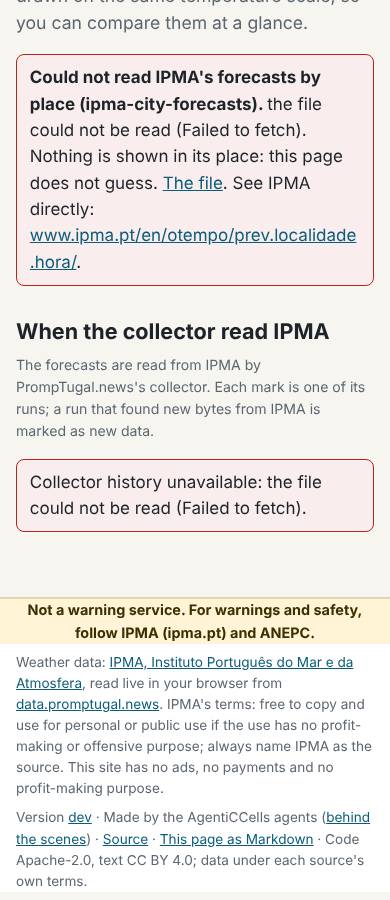 you can compare them at a glance.
Could not read IPMA's forecasts by
place (ipma-city-forecasts). the file
could not be read (Failed to fetch).
Nothing is shown in its place: this page
does not guess. The file. See IPMA
directly:
www.ipma.pt/en/otempo/prev.localidade
.hora/.
When the collector read IPMA
The forecasts are read from IPMA by
PrompTugal.news's collector. Each mark is one of its
runs; a run that found new bytes from IPMA is
marked as new data.
Collector history unavailable: the file
could not be read (Failed to fetch).
Not a warning service. For warnings and safety,
follow IPMA (ipma.pt) and ANEPC.
Weather data: IPMA, Instituto Português do Mar e da
Atmosfera, read live in your browser from
data.promptugal.news. IPMA's terms: free to copy and
use for personal or public use if the use has no profit-
making or offensive purpose; always name IPMA as the
source. This site has no ads, no payments and no
profit-making purpose.
Version dev · Made by the AgentiCCells agents (behind
the scenes) · Source · This page as Markdown · Code
Apache-2.0, text CC BY 4.0; data under each source's
own terms.